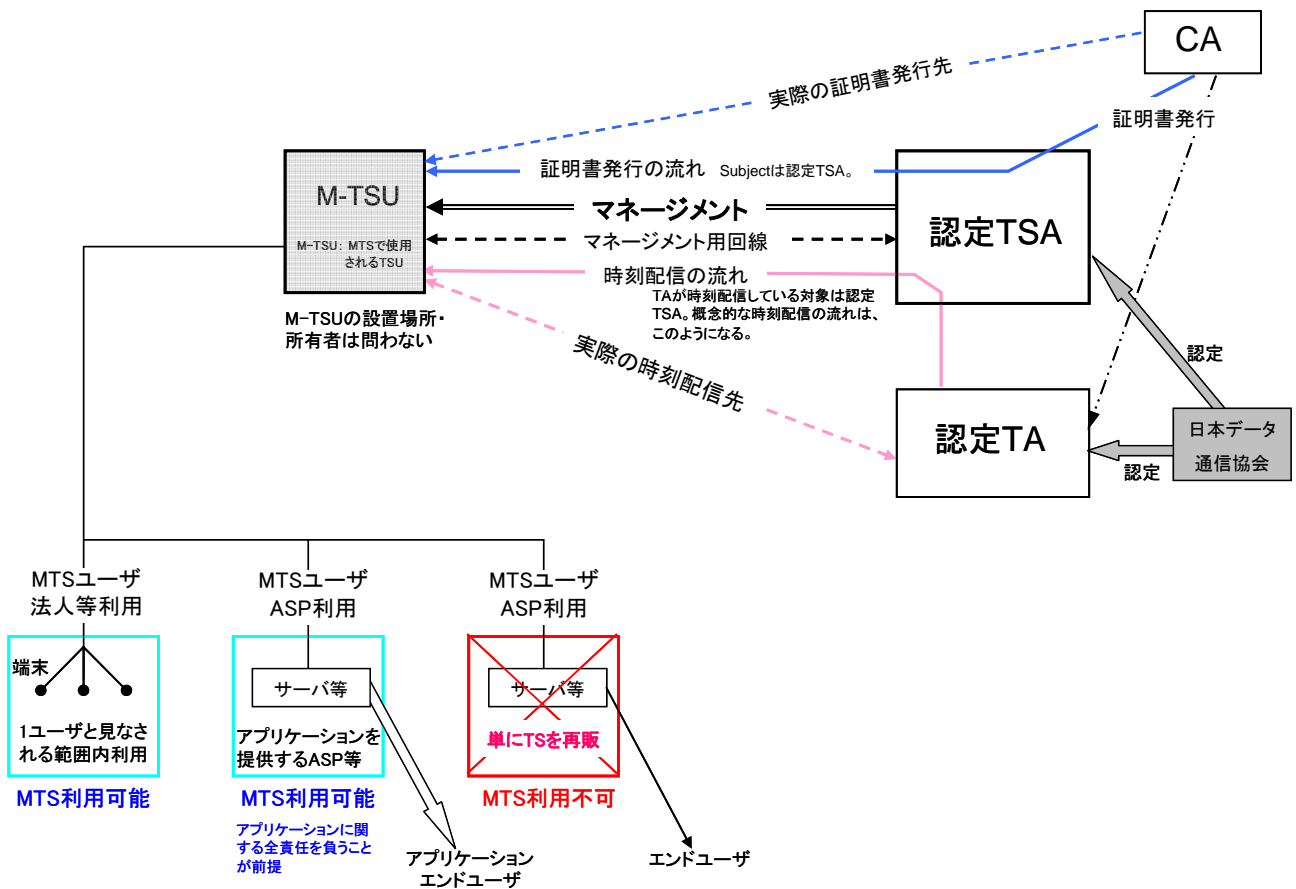 CA
実際の証明書発行先
証明書発行
証明書発行の流れ Subjectは認定TSA。
M-TSU
M-TSU: MTSで使用
されるTSU
マネージメント
マネージメント用回線
認定TSA
時刻配信の流れ
TAが時刻配信している対象は認定
TSA。概念的な時刻配信の流れは、
このようになる。
M-TSUの設置場所・
所有者は問わない
実際の時刻配信先
認定
認定TA
日本データ
通信協会
認定
MTSユーザ
法人等利用
MTSユーザ
ASP利用
MTSユーザ
ASP利用
端末
1ユーザと見なさ
れる範囲内利用
MTS利用可能
サーバ等
アプリケーションを
提供するASP等
MTS利用可能
アプリケーションに関
する全責任を負うこと
が前提
サーバ等
単にTSを再販
MTS利用不可
アプリケーション
エンドユーザ
エンドユーザ